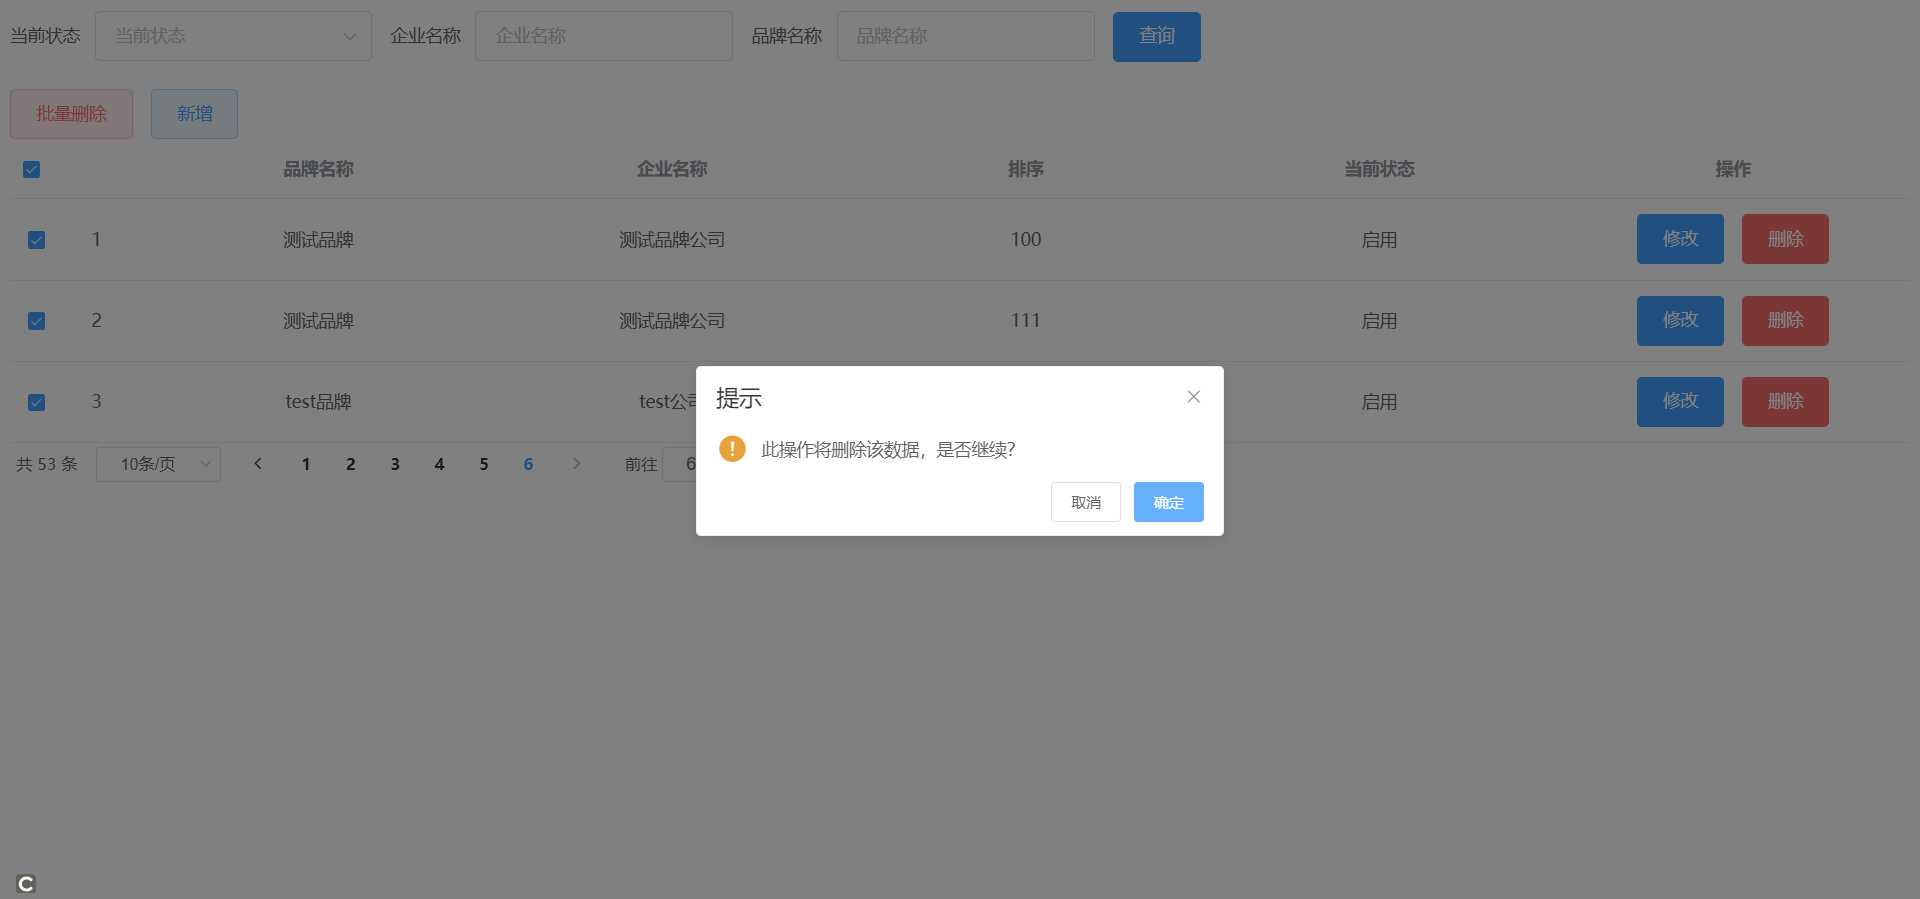 当前状态 当前状态 企业名称 企业名称 品牌名称 品牌名称 查询
批量删除 新增
品牌名称 企业名称 排序 当前状态 操作
1 测试品牌 测试品牌公司 100 启用 修改 删除
2 测试品牌 测试品牌公司 111 启用 修改 删除
3 test品牌 test公司 启用 修改 删除
共 53 条 10条/页 1 2 3 4 5 6 前往 6
提示
此操作将删除该数据，是否继续?
取消 确定
C